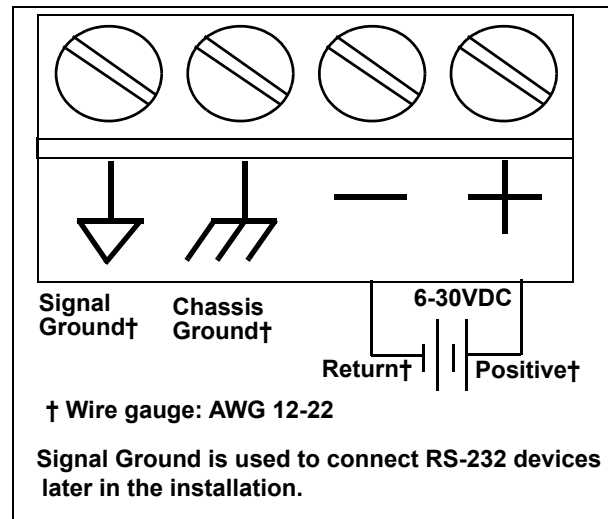 Signal
Ground†
Chassis
Ground†
6-30VDC
Return†
Positive†
† Wire gauge: AWG 12-22
Signal Ground is used to connect RS-232 devices
later in the installation.